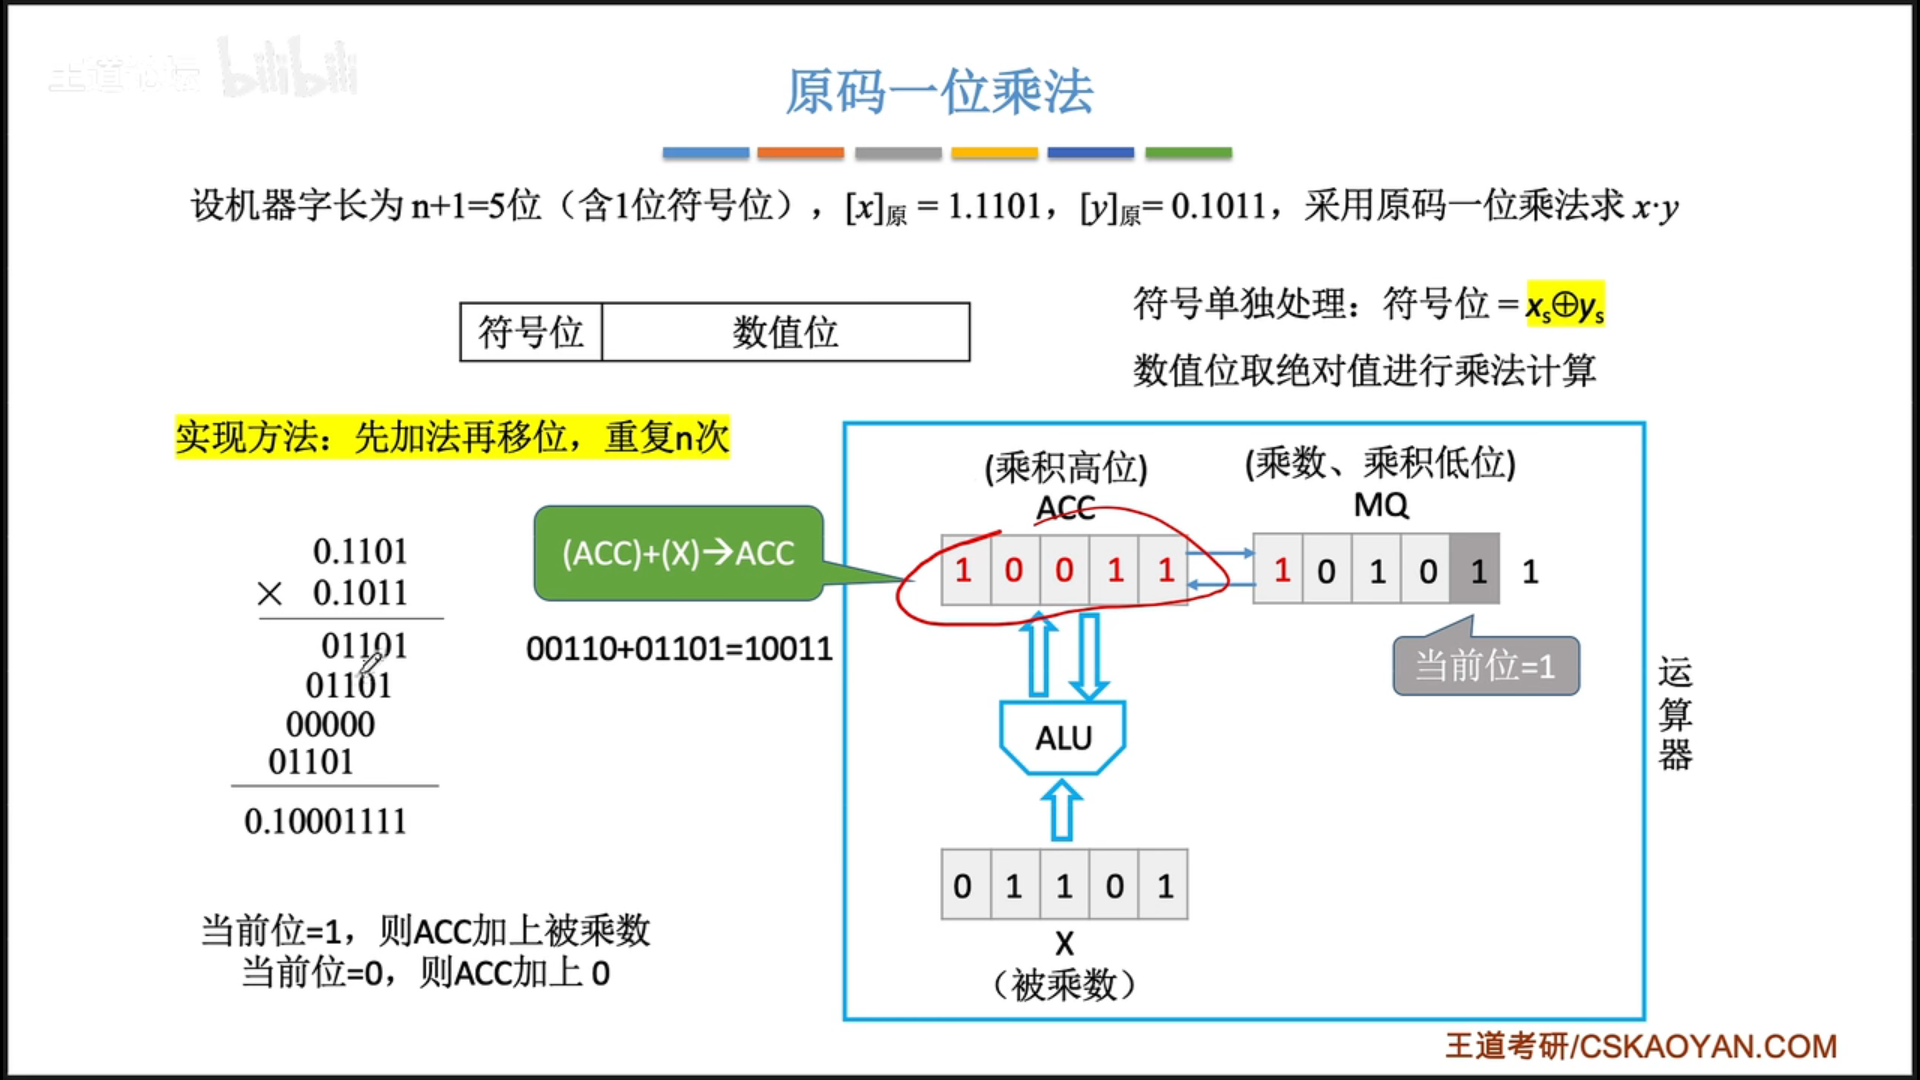 王道论坛 bilibili
原码一位乘法
设机器字长为 n+1=5位（含1位符号位），[x]原 = 1.1101，[y]原= 0.1011，采用原码一位乘法求 x·y
符号位 数值位
符号单独处理：符号位 = xs⊕ys
数值位取绝对值进行乘法计算
实现方法：先加法再移位，重复n次
0.1101
× 0.1011
01101
01101
00000
01101
0.10001111
当前位=1，则ACC加上被乘数
当前位=0，则ACC加上 0
(ACC)+(X)→ACC
00110+01101=10011
(乘积高位)
ACC
1 0 0 1 1
(乘数、乘积低位)
MQ
1 0 1 0 1 1
当前位=1
ALU
0 1 1 0 1
X
（被乘数）
运算器
王道考研/CSKAOYAN.COM